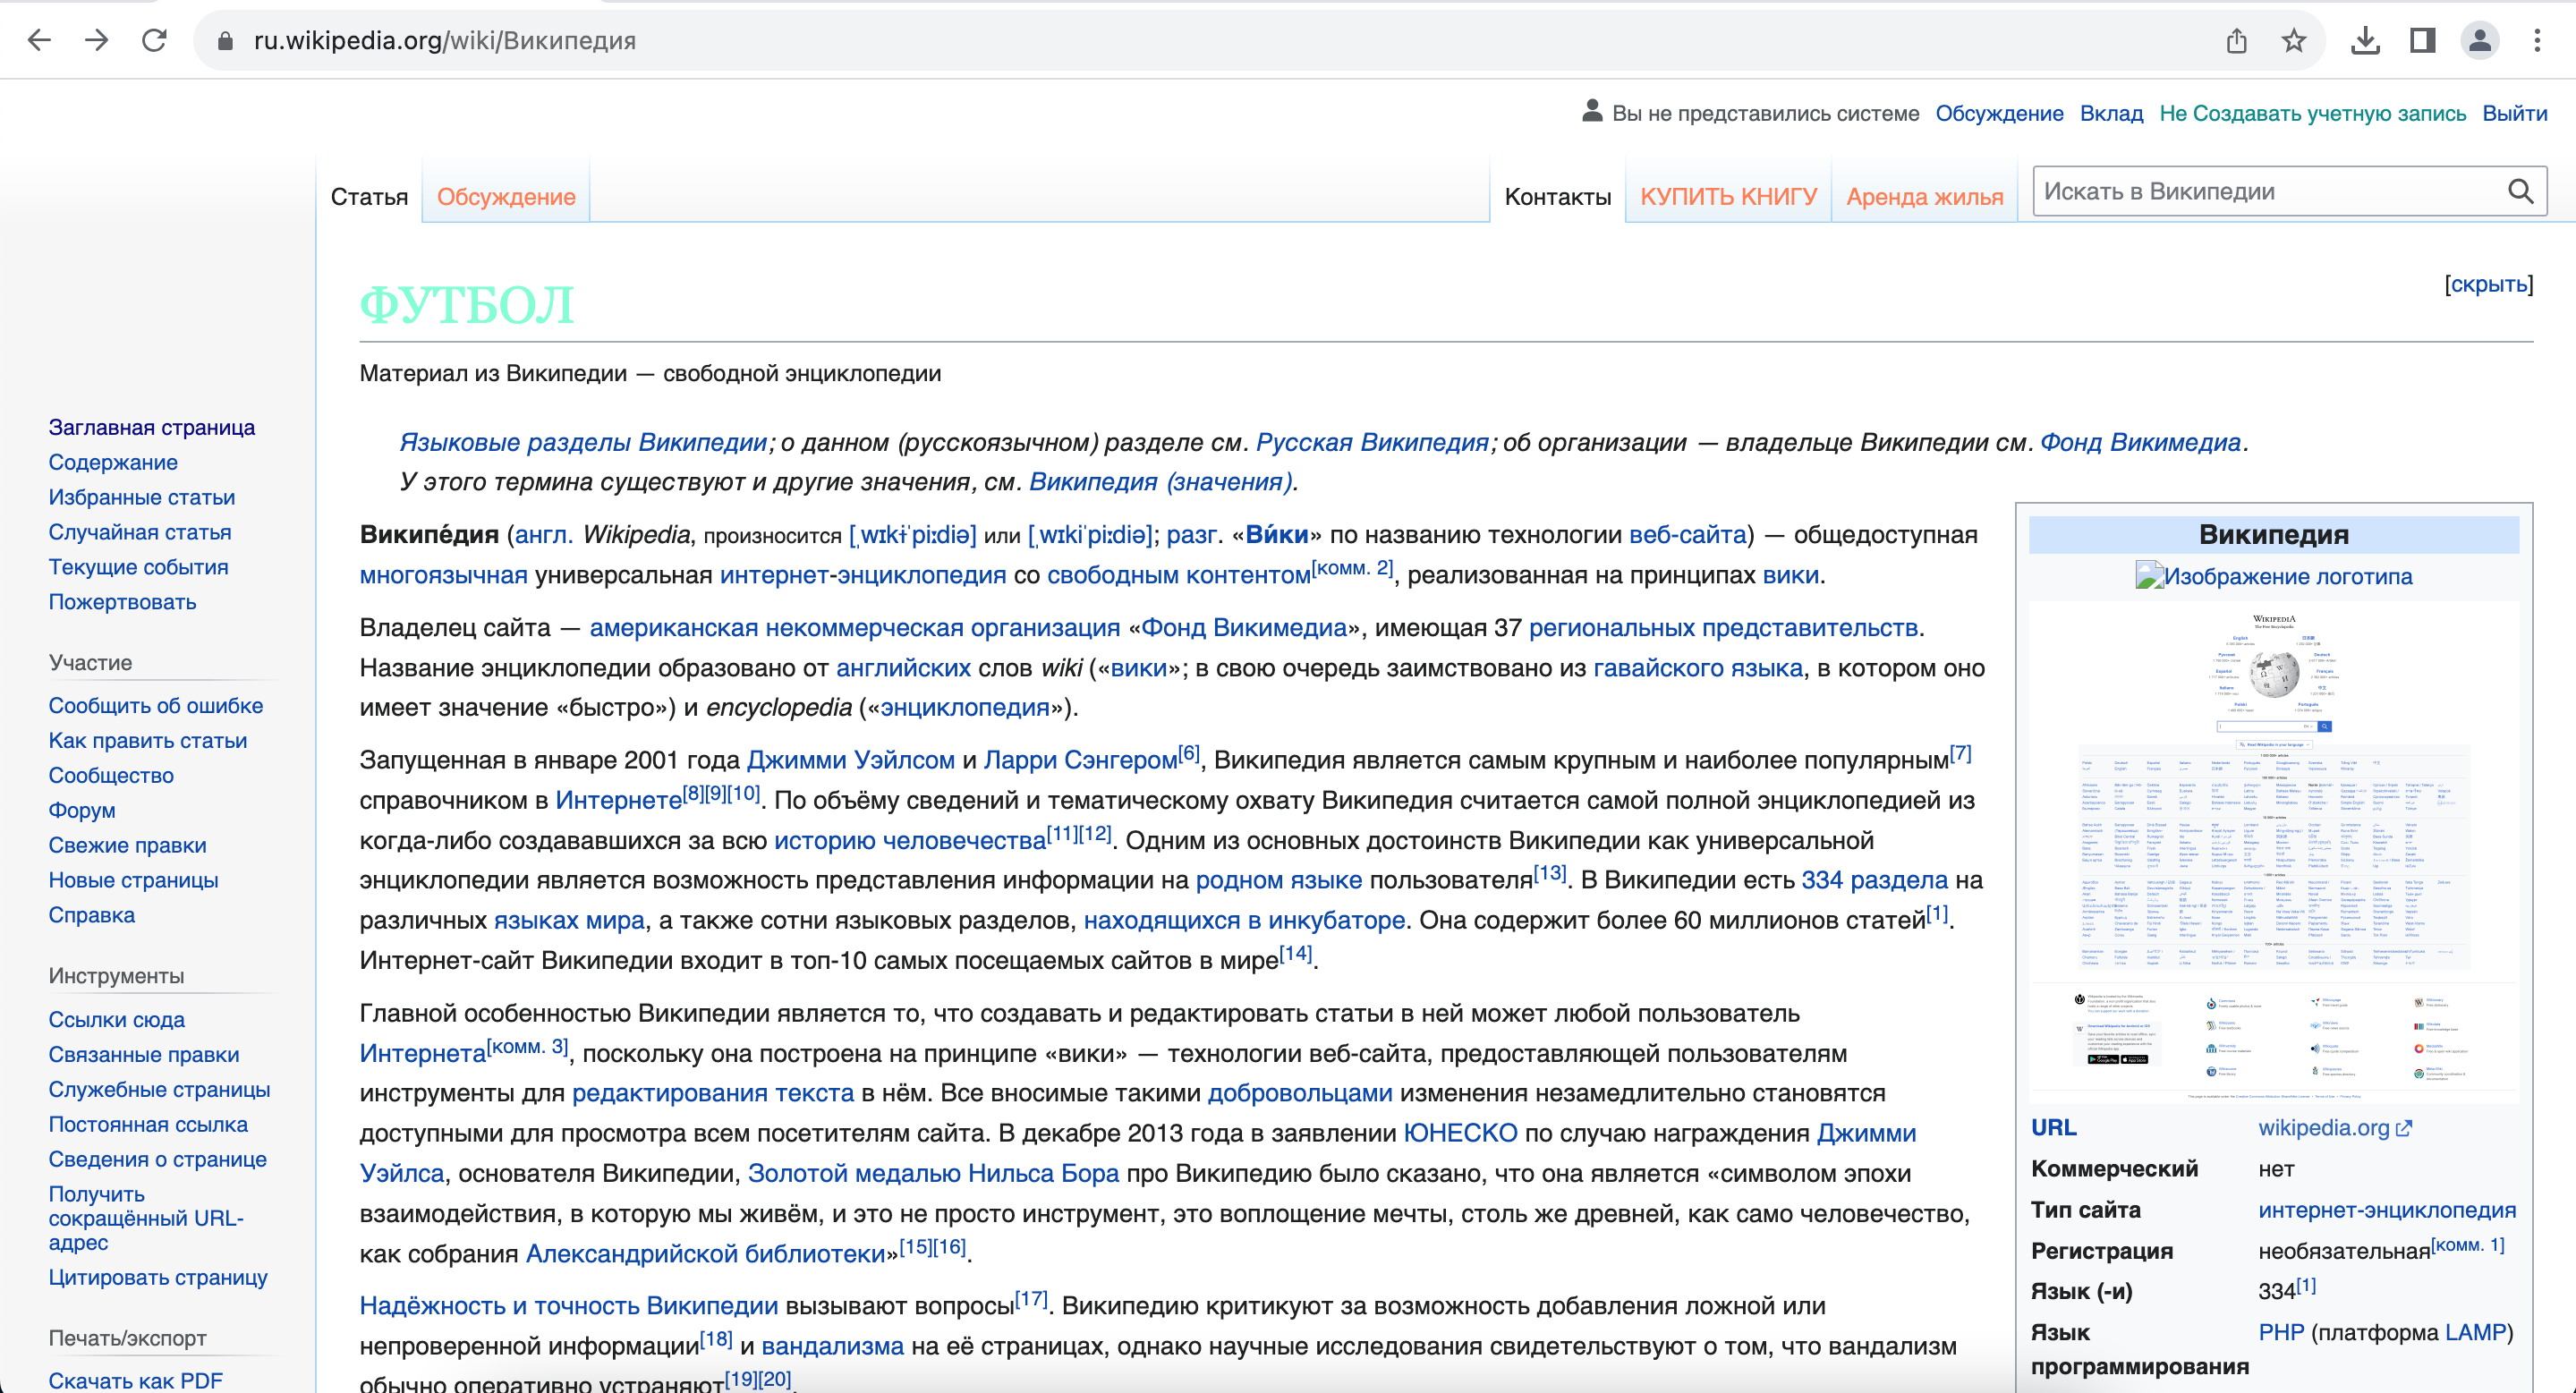 ru.wikipedia.org/wiki/Википедия
Вы не представились системе Обсуждение Вклад Не Создавать учетную запись Выйти
Статья Обсуждение Контакты КУПИТЬ КНИГУ Аренда жилья Искать в Википедии
ФУТБОЛ [скрыть]
Материал из Википедии — свободной энциклопедии
Заглавная страница
Содержание
Избранные статьи
Случайная статья
Текущие события
Пожертвовать
Участие
Сообщить об ошибке
Как править статьи
Сообщество
Форум
Свежие правки
Новые страницы
Справка
Инструменты
Ссылки сюда
Связанные правки
Служебные страницы
Постоянная ссылка
Сведения о странице
Получить
сокращённый URL-
адрес
Цитировать страницу
Печать/экспорт
Скачать как PDF
Языковые разделы Википедии; о данном (русскоязычном) разделе см. Русская Википедия; об организации — владельце Википедии см. Фонд Викимедиа.
У этого термина существуют и другие значения, см. Википедия (значения).
Википе́дия (англ. Wikipedia, произносится [ˌwɪkɨˈpiːdiə] или [ˌwɪkiˈpiːdiə]; разг. «Ви́ки» по названию технологии веб-сайта) — общедоступная
многоязычная универсальная интернет-энциклопедия со свободным контентом[комм. 2], реализованная на принципах вики.
Владелец сайта — американская некоммерческая организация «Фонд Викимедиа», имеющая 37 региональных представительств.
Название энциклопедии образовано от английских слов wiki («вики»; в свою очередь заимствовано из гавайского языка, в котором оно
имеет значение «быстро») и encyclopedia («энциклопедия»).
Запущенная в январе 2001 года Джимми Уэйлсом и Ларри Сэнгером[6], Википедия является самым крупным и наиболее популярным[7]
справочником в Интернете[8][9][10]. По объёму сведений и тематическому охвату Википедия считается самой полной энциклопедией из
когда-либо создававшихся за всю историю человечества[11][12]. Одним из основных достоинств Википедии как универсальной
энциклопедии является возможность представления информации на родном языке пользователя[13]. В Википедии есть 334 раздела на
различных языках мира, а также сотни языковых разделов, находящихся в инкубаторе. Она содержит более 60 миллионов статей[1].
Интернет-сайт Википедии входит в топ-10 самых посещаемых сайтов в мире[14].
Главной особенностью Википедии является то, что создавать и редактировать статьи в ней может любой пользователь
Интернета[комм. 3], поскольку она построена на принципе «вики» — технологии веб-сайта, предоставляющей пользователям
инструменты для редактирования текста в нём. Все вносимые такими добровольцами изменения незамедлительно становятся
доступными для просмотра всем посетителям сайта. В декабре 2013 года в заявлении ЮНЕСКО по случаю награждения Джимми
Уэйлса, основателя Википедии, Золотой медалью Нильса Бора про Википедию было сказано, что она является «символом эпохи
взаимодействия, в которую мы живём, и это не просто инструмент, это воплощение мечты, столь же древней, как само человечество,
как собрания Александрийской библиотеки»[15][16].
Надёжность и точность Википедии вызывают вопросы[17]. Википедию критикуют за возможность добавления ложной или
непроверенной информации[18] и вандализма на её страницах, однако научные исследования свидетельствуют о том, что вандализм
обычно оперативно устраняют[19][20].
Википедия
Изображение логотипа
WIKIPEDIA
The Free Encyclopedia
English
日本語
Русский
Deutsch
Español
Français
Italiano
中文
Polski
Português
URL wikipedia.org
Коммерческий нет
Тип сайта интернет-энциклопедия
Регистрация необязательная[комм. 1]
Язык (-и) 334[1]
Язык PHP (платформа LAMP)
программирования